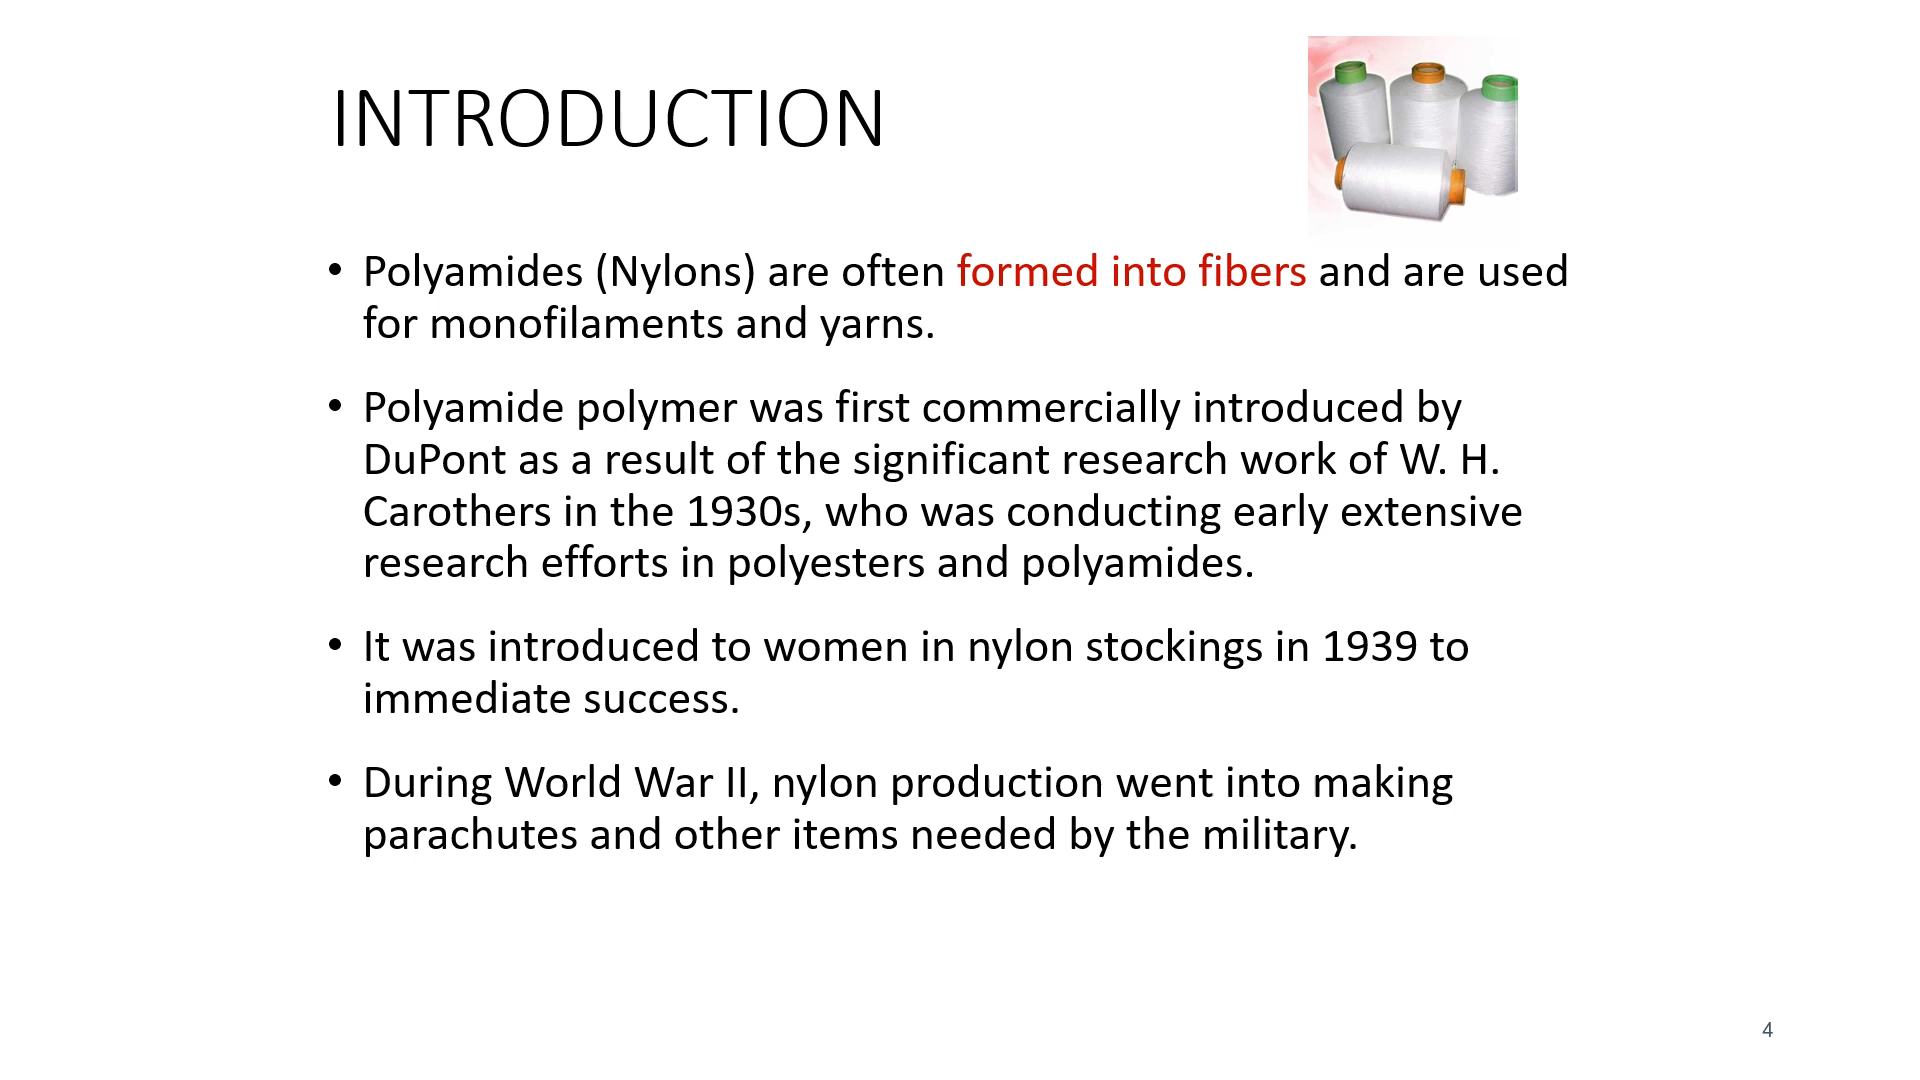 INTRODUCTION
• Polyamides (Nylons) are often formed into fibers and are used
for monofilaments and yarns.
• Polyamide polymer was first commercially introduced by
DuPont as a result of the significant research work of W. H.
Carothers in the 1930s, who was conducting early extensive
research efforts in polyesters and polyamides.
• It was introduced to women in nylon stockings in 1939 to
immediate success.
• During World War II, nylon production went into making
parachutes and other items needed by the military.
4